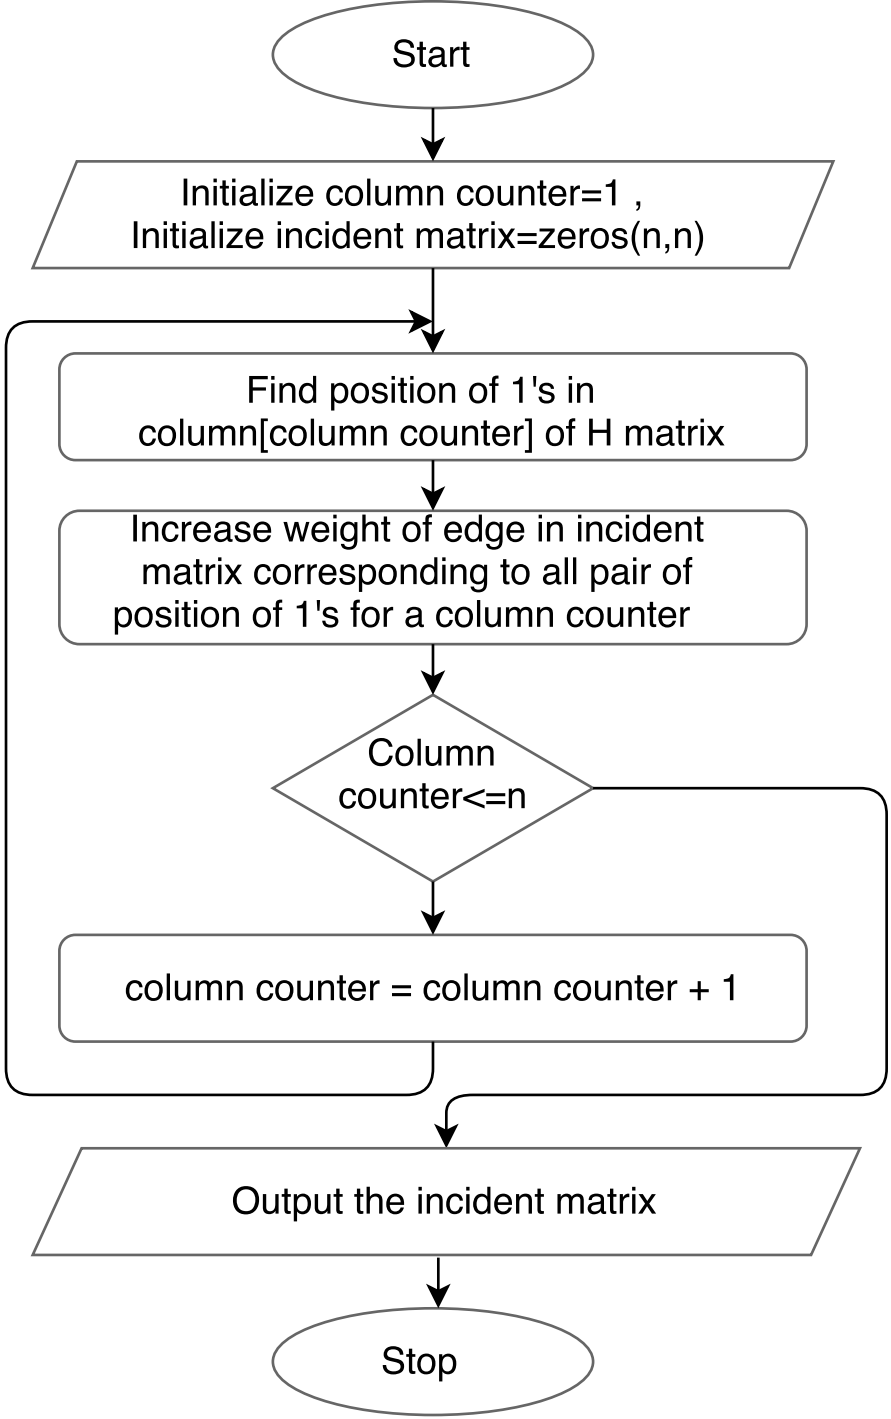 Start
Initialize column counter=1 ,
Initialize incident matrix=zeros(n,n)
Find position of 1's in
column[column counter] of H matrix
Increase weight of edge in incident
matrix corresponding to all pair of
position of 1's for a column counter
Column
counter<=n
column counter = column counter + 1
Output the incident matrix
Stop